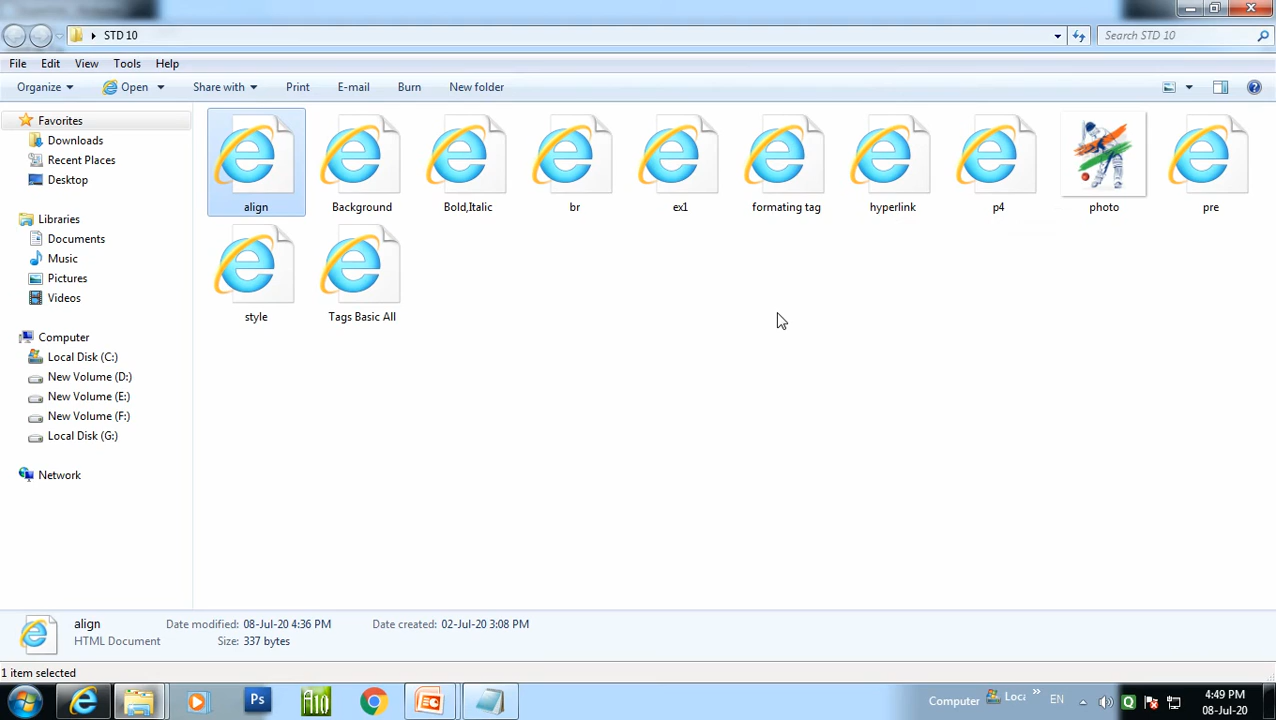 STD 10
Search STD 10
File Edit View Tools Help
Organize Open Share with Print E-mail Burn New folder
Favorites
Downloads
Recent Places
Desktop
Libraries
Documents
Music
Pictures
Videos
Computer
Local Disk (C:)
New Volume (D:)
New Volume (E:)
New Volume (F:)
Local Disk (G:)
Network
align Background Bold,Italic br ex1 formating tag hyperlink p4 photo pre
style Tags Basic All
align Date modified: 08-Jul-20 4:36 PM Date created: 02-Jul-20 3:08 PM
HTML Document Size: 337 bytes
1 item selected
Ps
Computer Loca » EN
4:49 PM
08-Jul-20